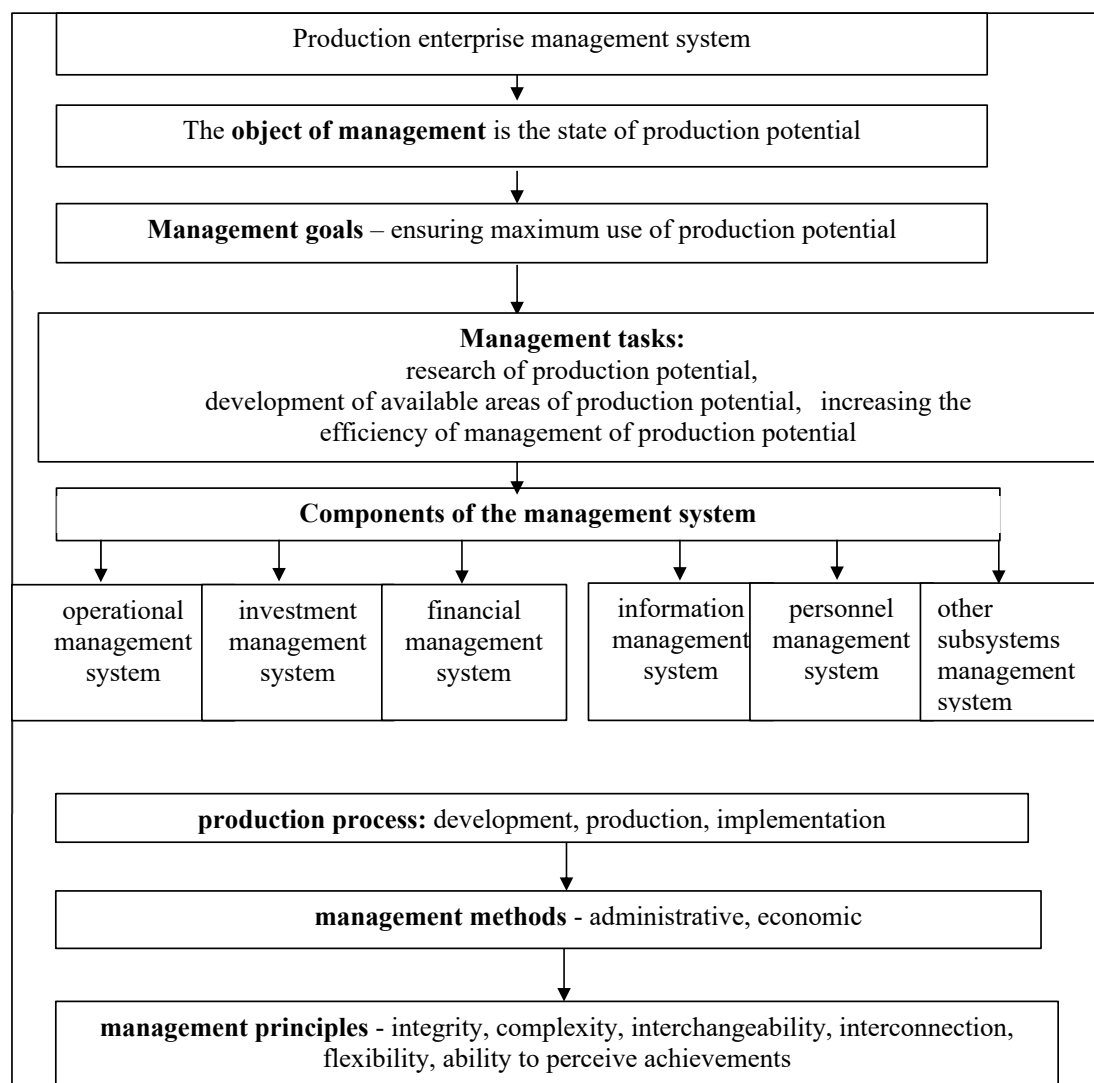 Production enterprise management system
The object of management is the state of production potential
Management goals – ensuring maximum use of production potential
Management tasks:
research of production potential,
development of available areas of production potential, increasing the
efficiency of management of production potential
Components of the management system
operational
management
system
investment
management
system
financial
management
system
information
management
system
personnel
management
system
other
subsystems
management
system
production process: development, production, implementation
management methods - administrative, economic
management principles - integrity, complexity, interchangeability, interconnection,
flexibility, ability to perceive achievements